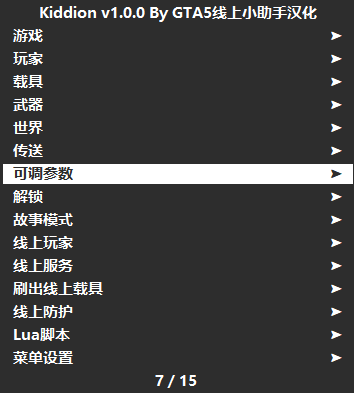 Kiddion v1.0.0 By GTA5线上小助手汉化
游戏
玩家
载具
武器
世界
传送
可调参数
解锁
故事模式
线上玩家
线上服务
刷出线上载具
线上防护
Lua脚本
菜单设置
7 / 15